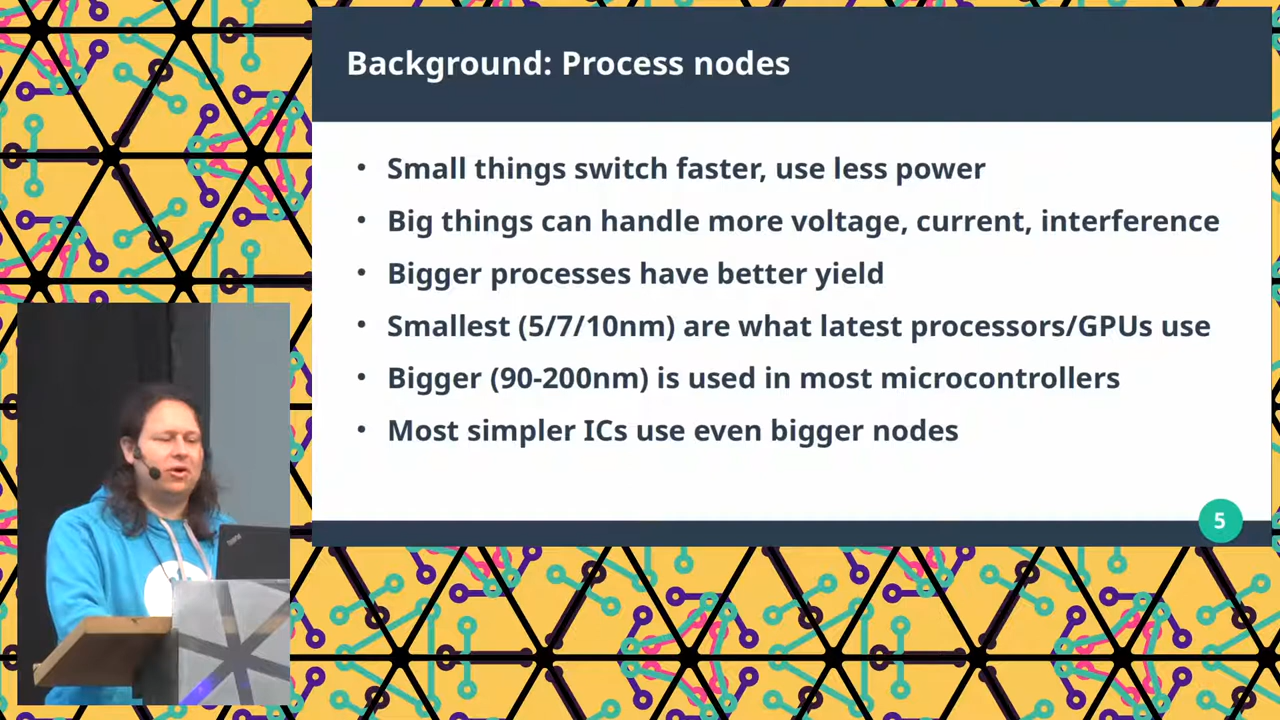 Background: Process nodes
• Small things switch faster, use less power
• Big things can handle more voltage, current, interference
• Bigger processes have better yield
• Smallest (5/7/10nm) are what latest processors/GPUs use
• Bigger (90-200nm) is used in most microcontrollers
• Most simpler ICs use even bigger nodes
5